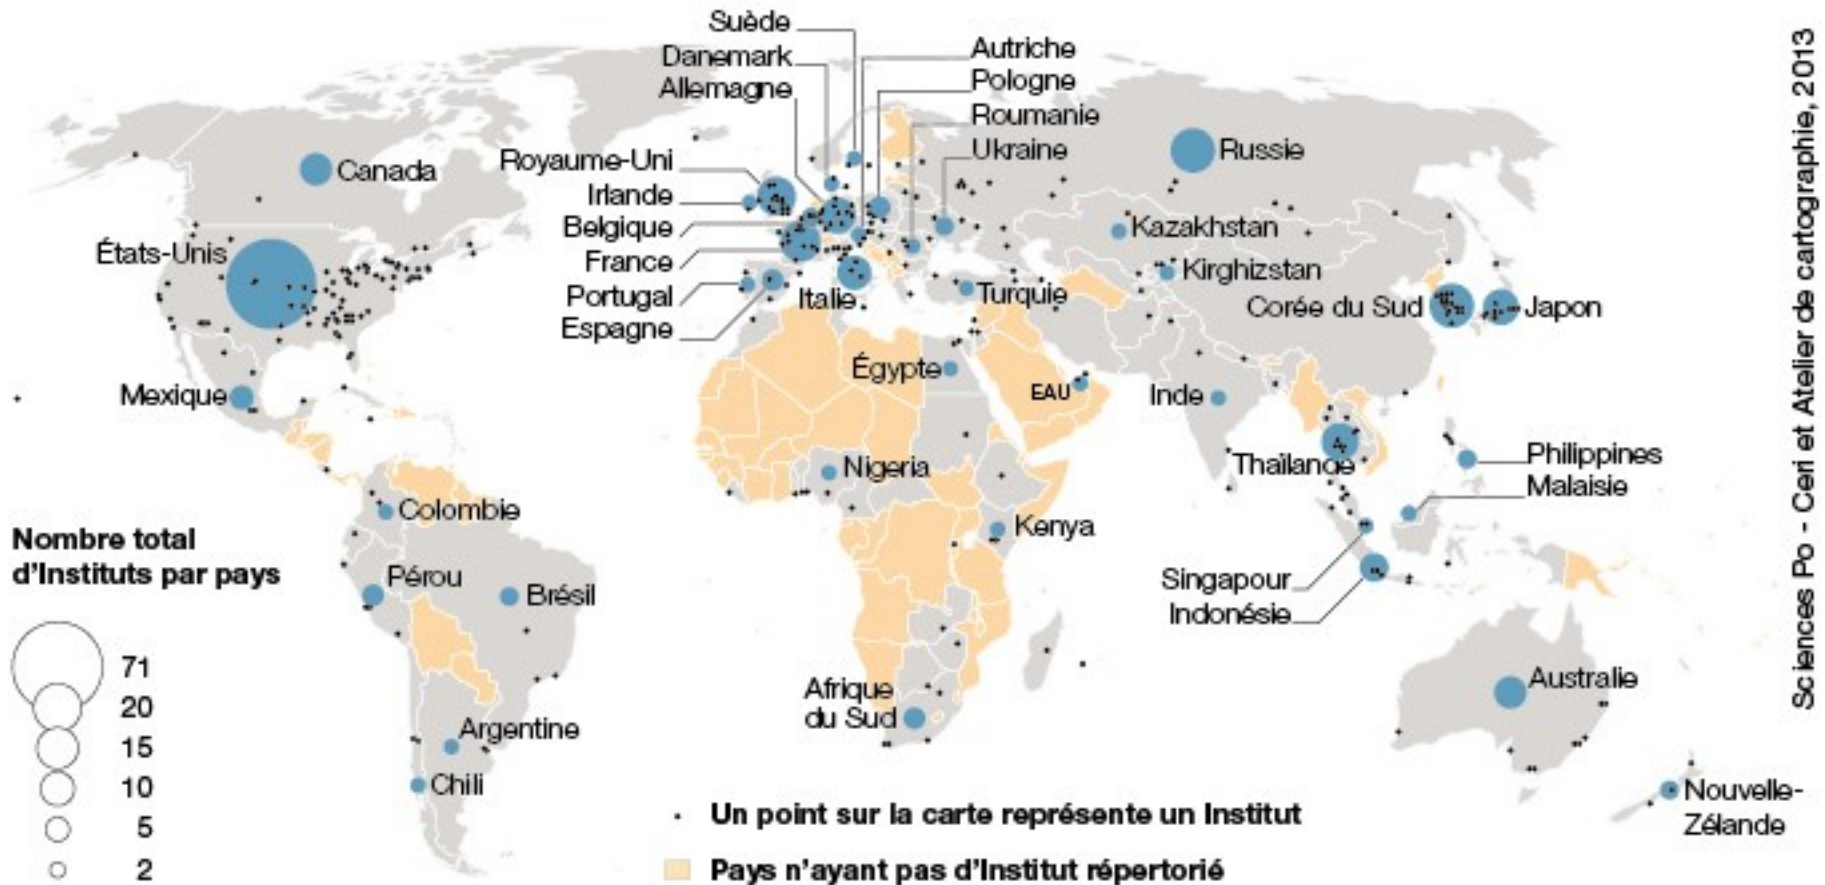 Suède
Danemark
Allemagne
Autriche
Pologne
Roumanie
Ukraine
Royaume-Uni
Irlande
Belgique
France
Portugal
Espagne
Italie
Canada
États-Unis
Mexique
Russie
Kazakhstan
Kirghizstan
Turquie
Corée du Sud
Japon
Égypte
EAU
Inde
Thaïlande
Philippines
Malaisie
Nigeria
Kenya
Colombie
Pérou
Brésil
Singapour
Indonésie
Afrique
du Sud
Argentine
Chili
Australie
Nouvelle-
Zélande
Nombre total
d'Instituts par pays
71
20
15
10
5
2
Un point sur la carte représente un Institut
Pays n'ayant pas d'Institut répertorié
Sciences Po - Ceri et Atelier de cartographie, 2013